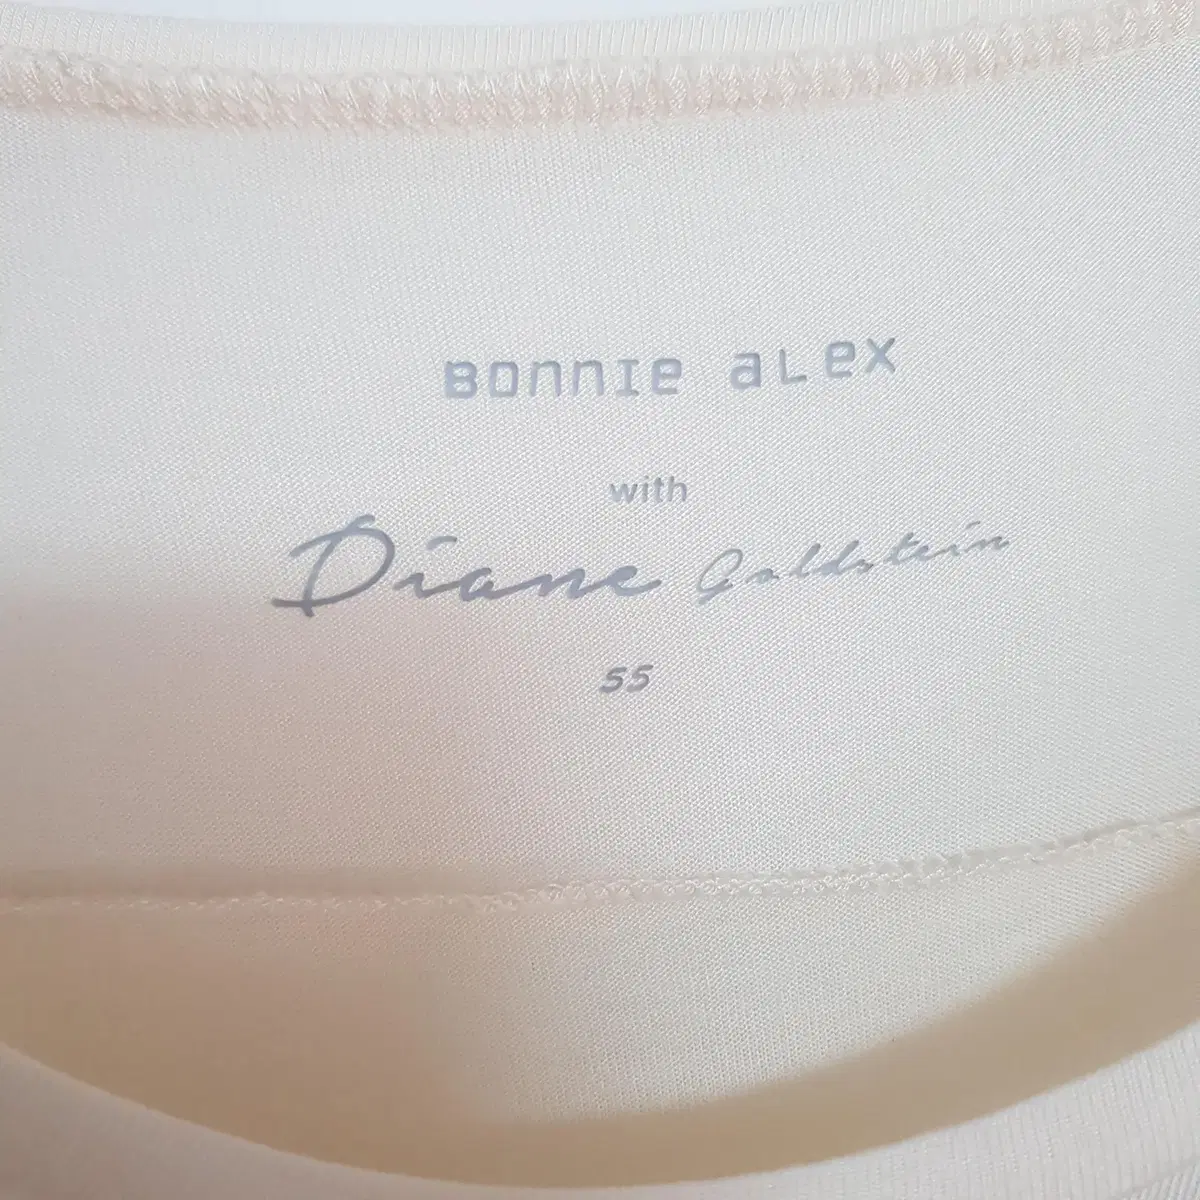 BONNIE ALEX
with
Diane Goldstein
55